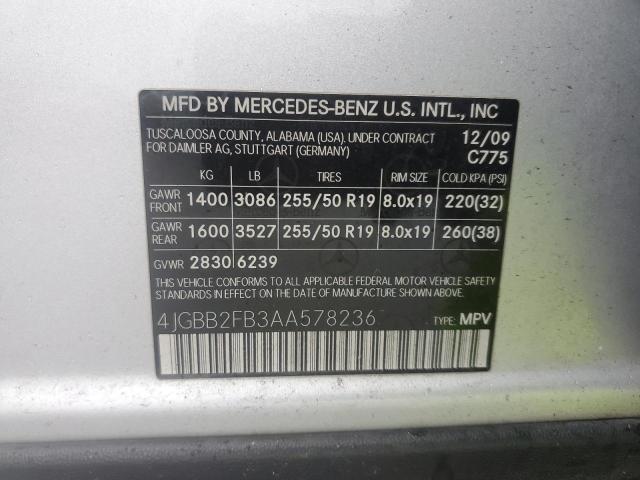 MFD BY MERCEDES-BENZ U.S. INTL., INC
TUSCALOOSA COUNTY, ALABAMA (USA). UNDER CONTRACT
FOR DAIMLER AG, STUTTGART (GERMANY)
12/09
C775
KG LB TIRES RIM SIZE COLD KPA (PSI)
GAWR FRONT 1400 3086 255/50 R19 8.0x19 220(32)
GAWR REAR 1600 3527 255/50 R19 8.0x19 260(38)
GVWR 2830 6239
THIS VEHICLE CONFORMS TO ALL APPLICABLE FEDERAL MOTOR VEHICLE SAFETY
STANDARDS IN EFFECT ON THE DATE OF MANUFACTURE SHOWN ABOVE.
4JGBB2FB3AA578236 TYPE: MPV